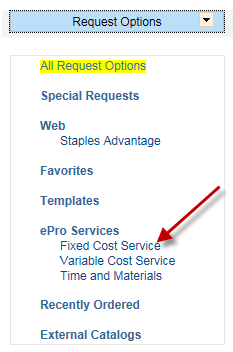 Request Options
All Request Options
Special Requests
Web
Staples Advantage
Favorites
Templates
ePro Services
Fixed Cost Service
Variable Cost Service
Time and Materials
Recently Ordered
External Catalogs